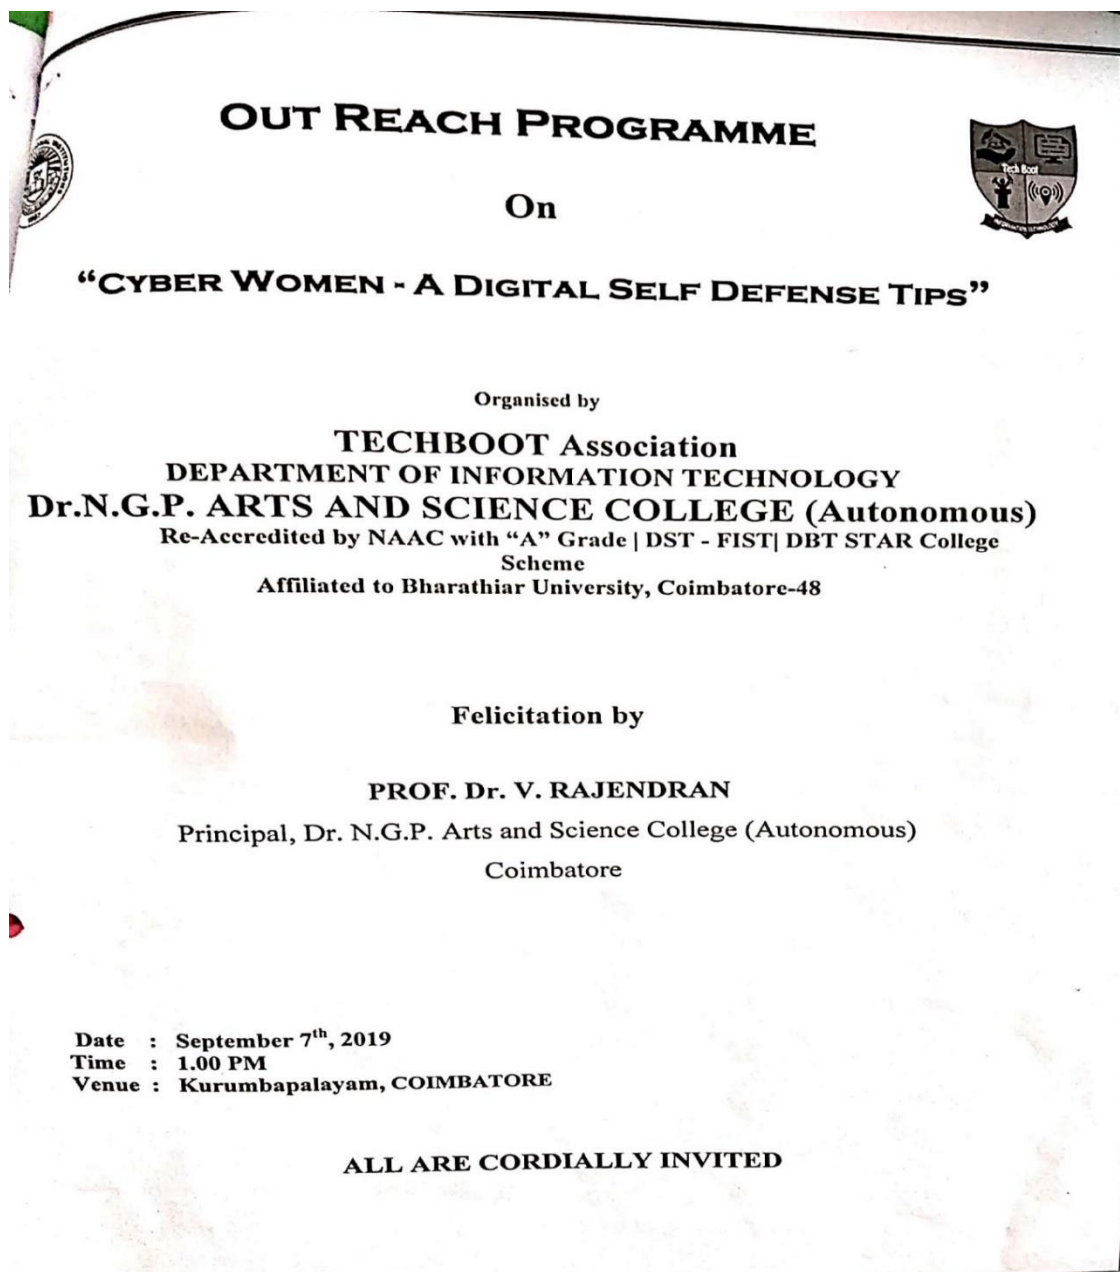 OUT REACH PROGRAMME
Tech Boot
INFORMATION TECHNOLOGY
On
“CYBER WOMEN - A DIGITAL SELF DEFENSE TIPS”
Organised by
TECHBOOT Association
DEPARTMENT OF INFORMATION TECHNOLOGY
Dr.N.G.P. ARTS AND SCIENCE COLLEGE (Autonomous)
Re-Accredited by NAAC with “A” Grade | DST - FIST| DBT STAR College
Scheme
Affiliated to Bharathiar University, Coimbatore-48
Felicitation by
PROF. Dr. V. RAJENDRAN
Principal, Dr. N.G.P. Arts and Science College (Autonomous)
Coimbatore
Date : September 7th, 2019
Time : 1.00 PM
Venue : Kurumbapalayam, COIMBATORE
ALL ARE CORDIALLY INVITED